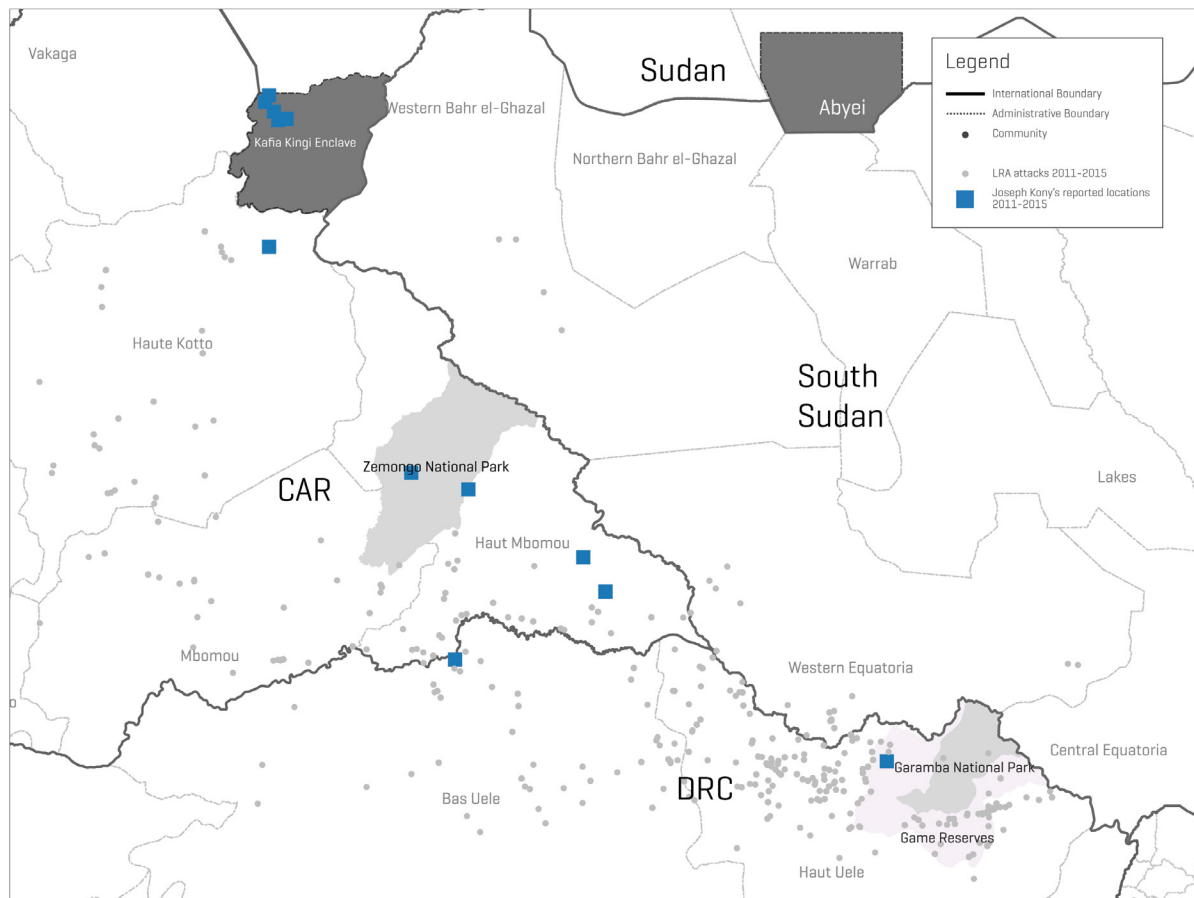 Vakaga
Sudan
Western Bahr el-Ghazal
Abyei
Kafia Kingi Enclave
Northern Bahr el-Ghazal
Legend
International Boundary
Administrative Boundary
Community
LRA attacks 2011-2015
Joseph Kony's reported locations
2011-2015
Warrab
Haute Kotto
South
Sudan
Zemongo National Park
CAR
Lakes
Haut Mbomou
Mbomou
Western Equatoria
Central Equatoria
Garamba National Park
DRC
Bas Uele
Game Reserves
Haut Uele